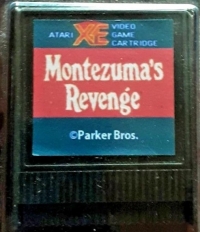 VIDEO
ATARI XE GAME
CARTRIDGE
Montezuma's
Revenge
©Parker Bros.